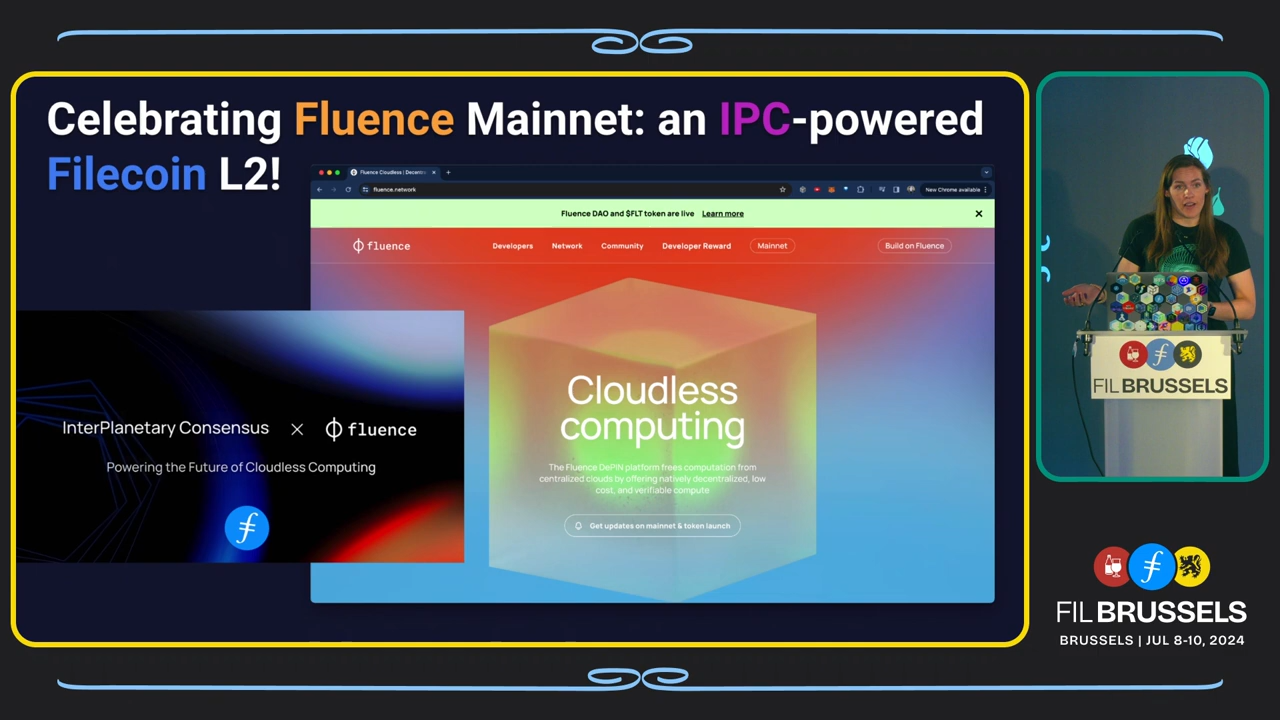 Celebrating Fluence Mainnet: an IPC-powered
Filecoin L2!
Fluence Cloudless | Decentr
fluence.network
New Chrome available
Fluence DAO and $FLT token are live Learn more
fluence
Developers
Network
Community
Developer Reward
Mainnet
Build on Fluence
Cloudless
computing
The Fluence DePIN platform frees computation from
centralized clouds by offering natively decentralized, low
cost, and verifiable compute
Get updates on mainnet & token launch
InterPlanetary Consensus × fluence
Powering the Future of Cloudless Computing
FIL BRUSSELS
FIL BRUSSELS
BRUSSELS | JUL 8-10, 2024